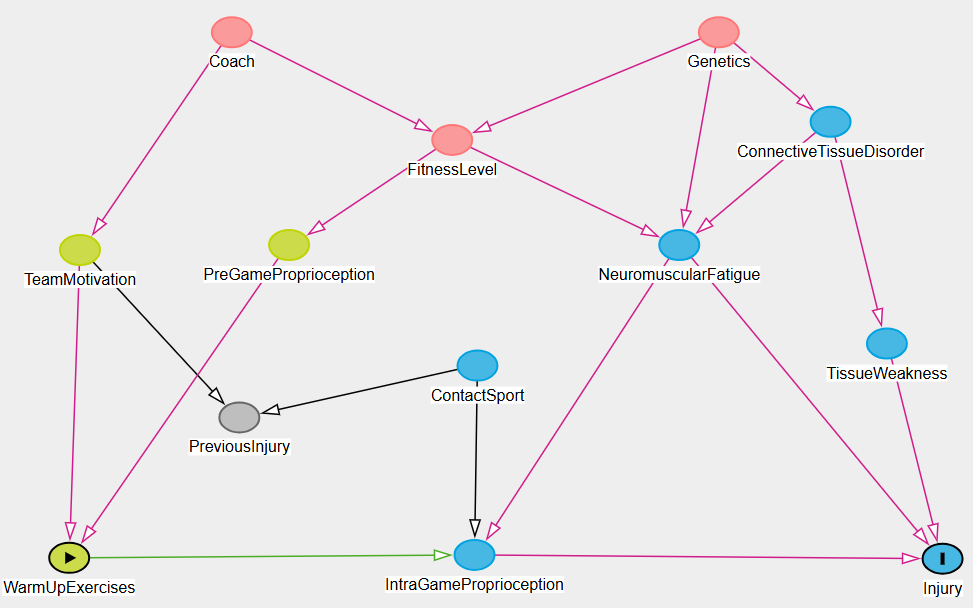 Coach
Genetics
ConnectiveTissueDisorder
FitnessLevel
TeamMotivation
PreGameProprioception
NeuromuscularFatigue
TissueWeakness
ContactSport
PreviousInjury
WarmUpExercises
IntraGameProprioception
Injury